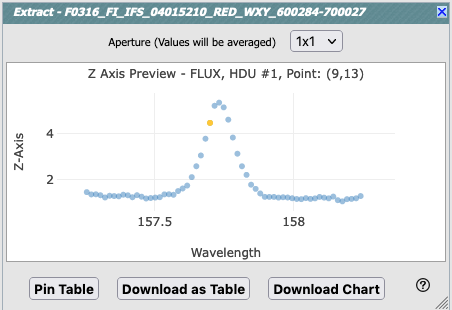 Extract - F0316_FI_IFS_04015210_RED_WXY_600284-700027
Aperture (Values will be averaged) 1x1
Z Axis Preview - FLUX, HDU #1, Point: (9,13)
Z-Axis
4
2
157.5 158
Wavelength
Pin Table Download as Table Download Chart ?